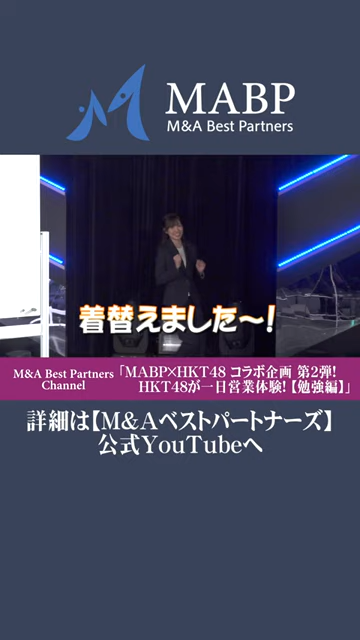 MABP
M&A Best Partners
着替えました〜!
M&A Best Partners Channel
「MABP×HKT48 コラボ企画 第2弾!
HKT48が一日営業体験!【勉強編】」
詳細は【M&Aベストパートナーズ】
公式YouTubeへ